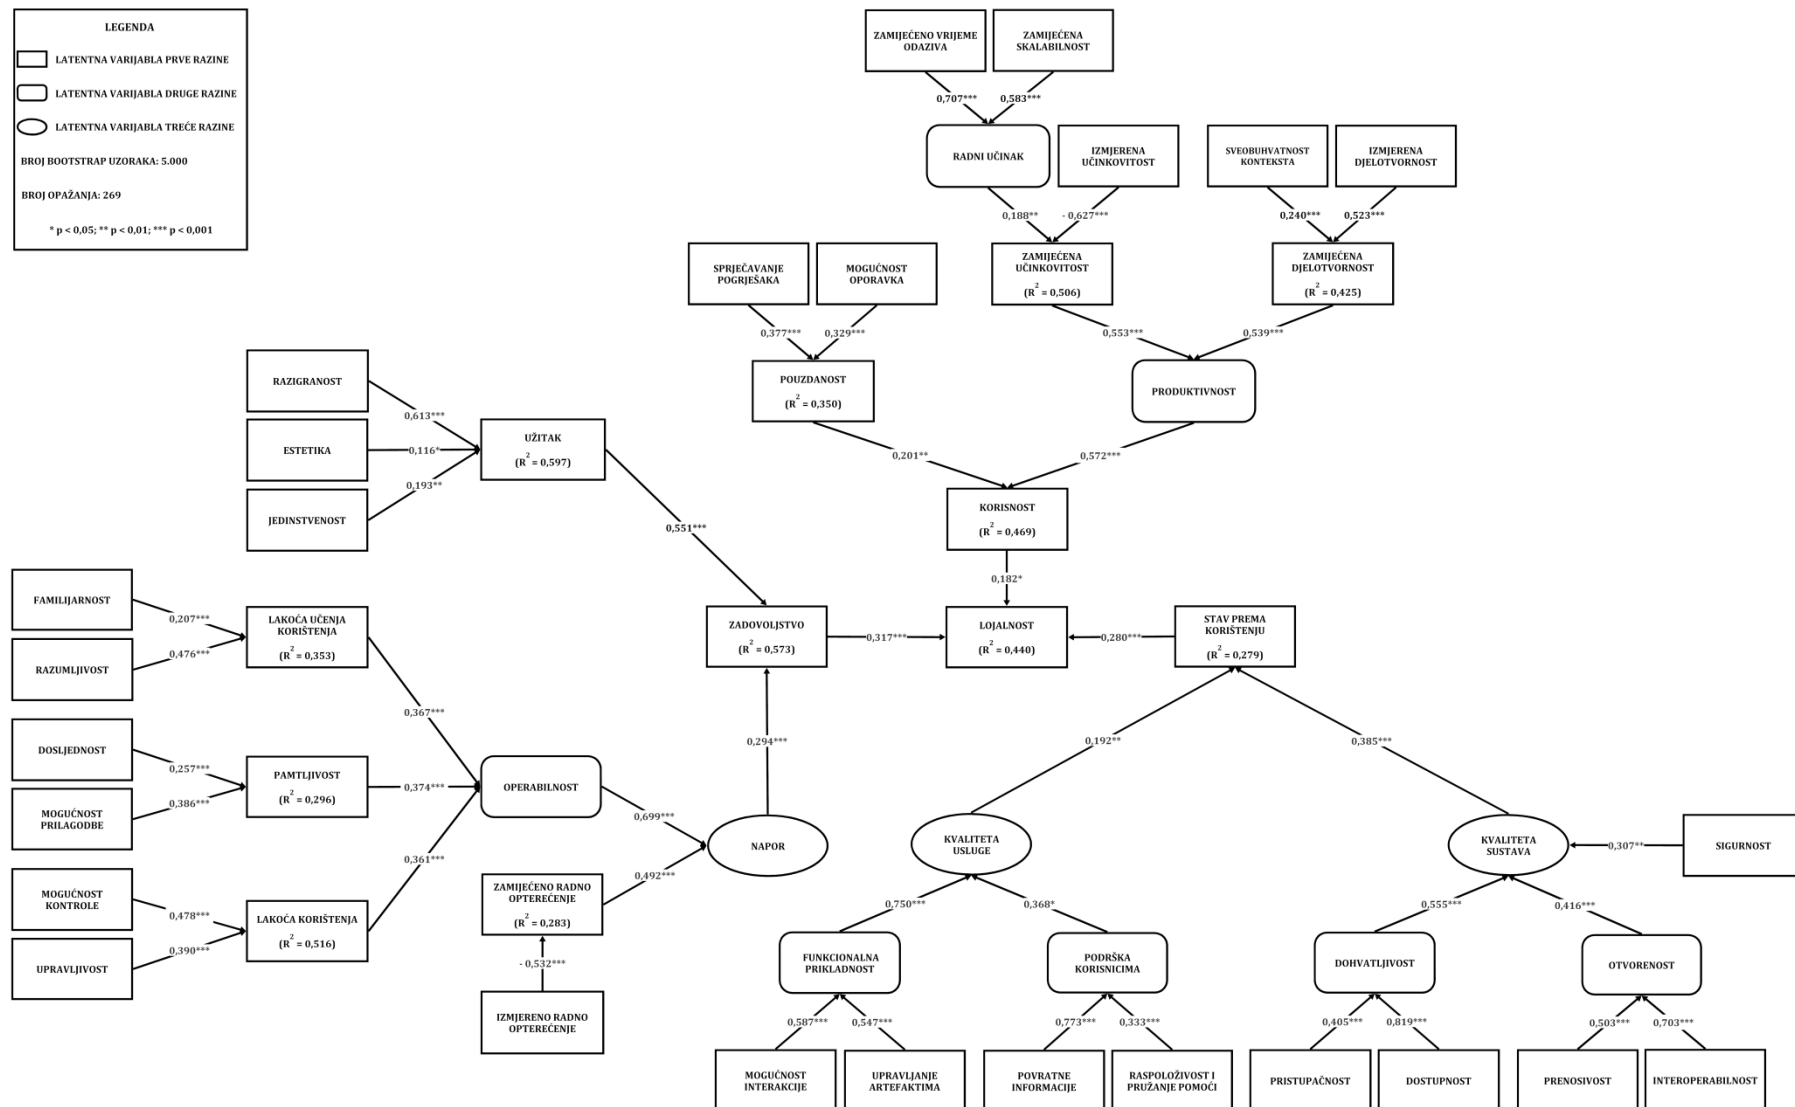 LEGENDA
LATENTNA VARIJABLA PRVE RAZINE
LATENTNA VARIJABLA DRUGE RAZINE
LATENTNA VARIJABLA TREĆE RAZINE
BROJ BOOTSTRAP UZORAKA: 5.000
BROJ OPAŽANJA: 269
* p < 0,05; ** p < 0,01; *** p < 0,001
ZAMIJEĆENO VRIJEME
ODAZIVA
ZAMIJEĆENA
SKALABILNOST
0,707***
0,583***
RADNI UČINAK
IZMJERENA
UČINKOVITOST
SVEOBUHVATNOST
KONTEKSTA
IZMJERENA
DJELOTVORNOST
0,188**
- 0,627***
0,240***
0,523***
SPRJEČAVANJE
POGRJEŠAKA
MOGUĆNOST
OPORAVKA
ZAMIJEĆENA
UČINKOVITOST
(R² = 0,506)
ZAMIJEĆENA
DJELOTVORNOST
(R² = 0,425)
0,377***
0,329***
0,553***
0,539***
POUZDANOST
(R² = 0,350)
PRODUKTIVNOST
RAZIGRANOST
0,613***
ESTETIKA
0,116*
JEDINSTVENOST
0,193**
UŽITAK
(R² = 0,597)
0,201**
0,572***
KORISNOST
(R² = 0,469)
0,551***
0,182*
FAMILIJARNOST
0,207***
RAZUMLJIVOST
0,476***
LAKOĆA UČENJA
KORIŠTENJA
(R² = 0,353)
ZADOVOLJSTVO
(R² = 0,573)
0,317***
LOJALNOST
(R² = 0,440)
0,280***
STAV PREMA
KORIŠTENJU
(R² = 0,279)
0,367***
0,294***
0,192**
0,385***
DOSLJEDNOST
0,257***
MOGUĆNOST
PRILAGODBE
0,386***
PAMTLJIVOST
(R² = 0,296)
0,374***
OPERABILNOST
0,699***
NAPOR
KVALITETA
USLUGE
KVALITETA
SUSTAVA
0,307**
SIGURNOST
0,361***
0,492***
MOGUĆNOST
KONTROLE
0,478***
UPRAVLJIVOST
0,390***
LAKOĆA KORIŠTENJA
(R² = 0,516)
ZAMIJEĆENO RADNO
OPTEREĆENJE
(R² = 0,283)
- 0,532***
IZMJERENO RADNO
OPTEREĆENJE
0,750***
0,368*
0,555***
0,416***
FUNKCIONALNA
PRIKLADNOST
PODRŠKA
KORISNICIMA
DOHVATLJIVOST
OTVORENOST
0,587***
0,547***
0,773***
0,333***
0,405***
0,819***
0,503***
0,703***
MOGUĆNOST
INTERAKCIJE
UPRAVLJANJE
ARTEFAKTIMA
POVRATNE
INFORMACIJE
RASPOLOŽIVOST I
PRUŽANJE POMOĆI
PRISTUPAČNOST
DOSTUPNOST
PRENOSIVOST
INTEROPERABILNOST